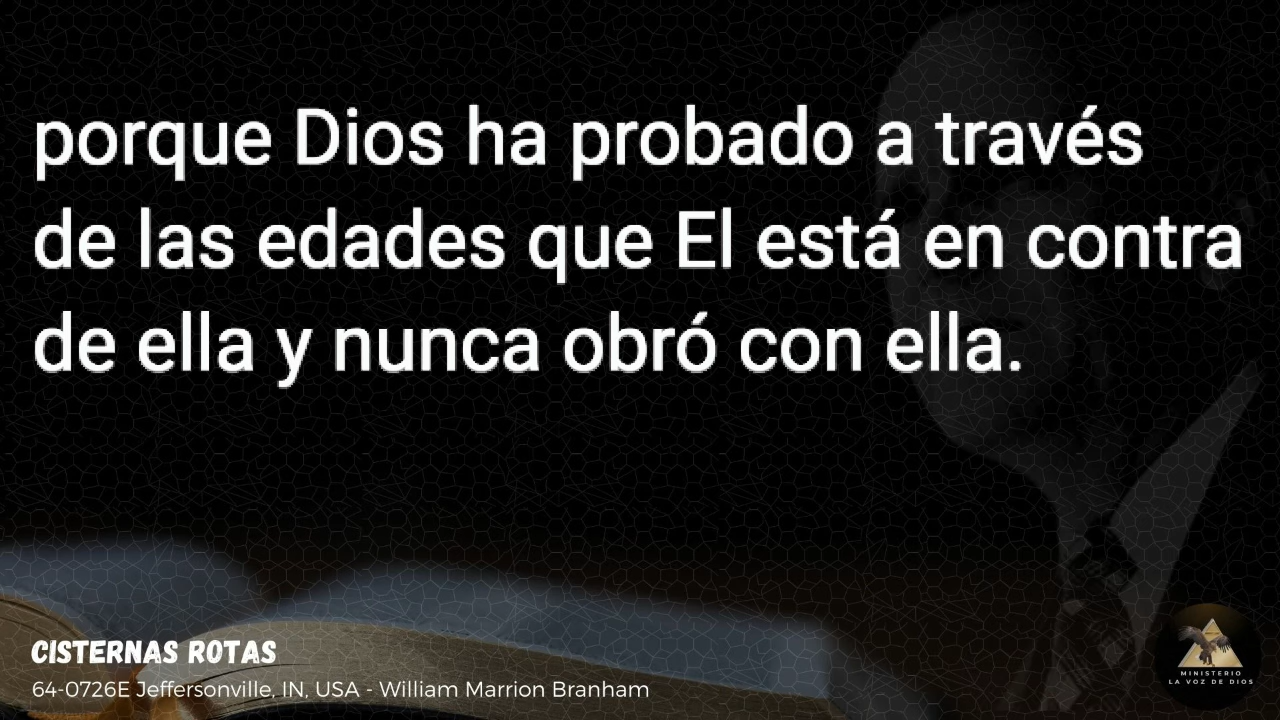 porque Dios ha probado a través
de las edades que El está en contra
de ella y nunca obró con ella.
CISTERNAS ROTAS
64-0726E Jeffersonville, IN, USA - William Marrion Branham
MINISTERIO
LA VOZ DE DIOS